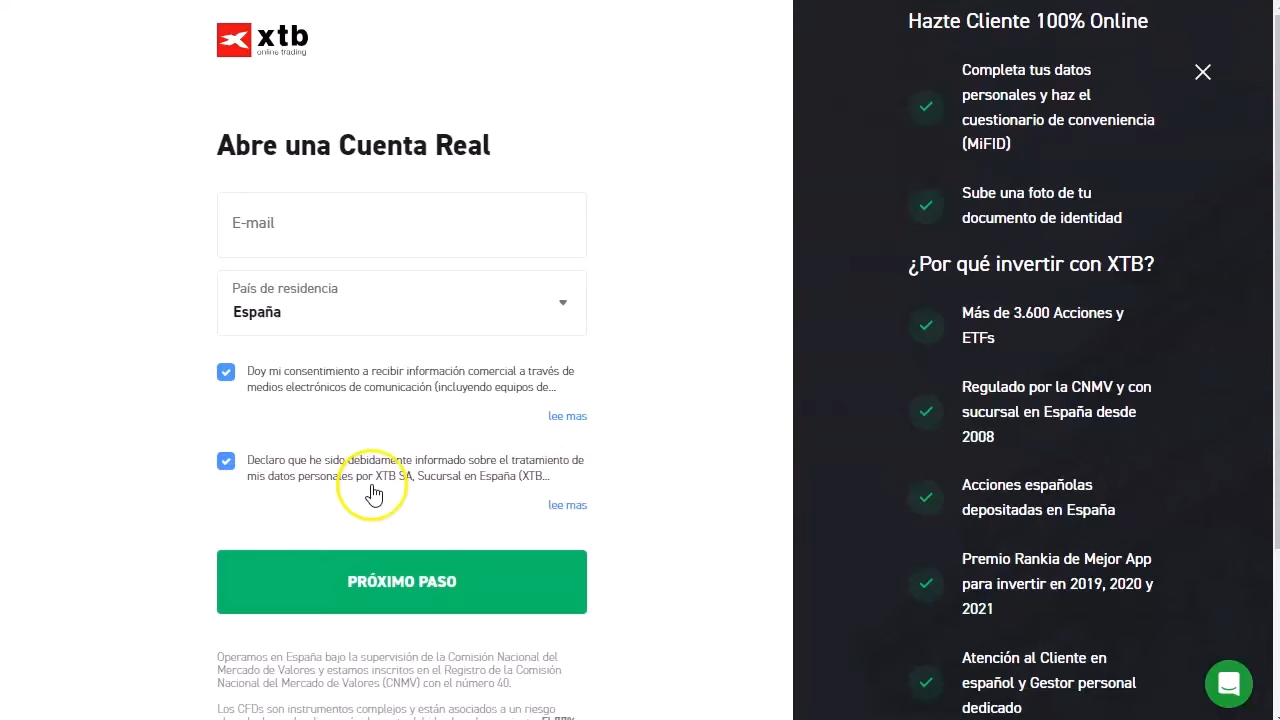 xtb
online trading
Abre una Cuenta Real
E-mail
País de residencia
España
Doy mi consentimiento a recibir información comercial a través de
medios electrónicos de comunicación (incluyendo equipos de...
lee mas
Declaro que he sido debidamente informado sobre el tratamiento de
mis datos personales por XTB SA, Sucursal en España (XTB...
lee mas
PRÓXIMO PASO
Operamos en España bajo la supervisión de la Comisión Nacional del
Mercado de Valores y estamos inscritos en el Registro de la Comisión
Nacional del Mercado de Valores (CNMV) con el número 40.
Los CFDs son instrumentos complejos y están asociados a un riesgo
Hazte Cliente 100% Online
Completa tus datos
personales y haz el
cuestionario de conveniencia
(MiFID)
Sube una foto de tu
documento de identidad
¿Por qué invertir con XTB?
Más de 3.600 Acciones y
ETFs
Regulado por la CNMV y con
sucursal en España desde
2008
Acciones españolas
depositadas en España
Premio Rankia de Mejor App
para invertir en 2019, 2020 y
2021
Atención al Cliente en
español y Gestor personal
dedicado